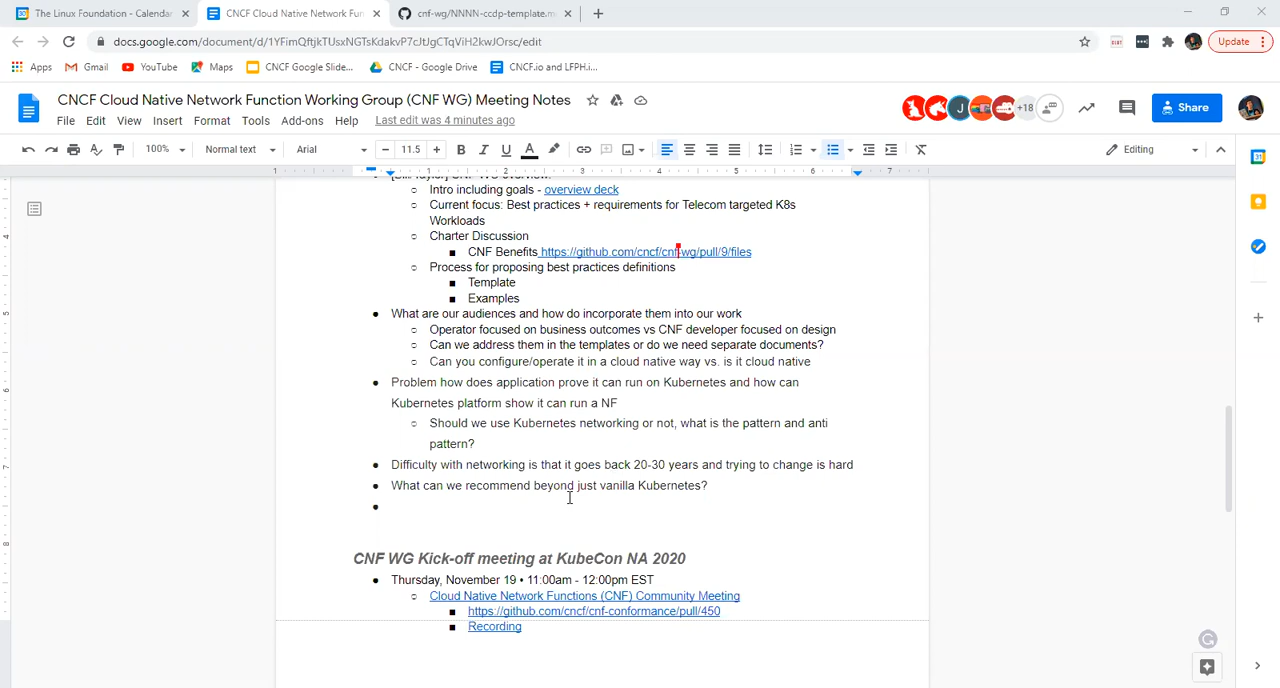 The Linux Foundation - Calendar
CNCF Cloud Native Network Fun
cnf-wg/NNNN-ccdp-template.m
docs.google.com/document/d/1YFimQftjkTUsxNGTsKdakvP7cJtJgCTqViH2kwJOrsc/edit
Update
Apps
Gmail
YouTube
Maps
CNCF Google Slide...
CNCF - Google Drive
CNCF.io and LFPH.i...
CNCF Cloud Native Network Function Working Group (CNF WG) Meeting Notes
File Edit View Insert Format Tools Add-ons Help Last edit was 4 minutes ago
J
+18
Share
100%
Normal text
Arial
11.5
Editing
1 1 2 3 4 5 6 7
Intro including goals - overview deck
Current focus: Best practices + requirements for Telecom targeted K8s
Workloads
Charter Discussion
CNF Benefits https://github.com/cncf/cnf-wg/pull/9/files
Process for proposing best practices definitions
Template
Examples
What are our audiences and how do incorporate them into our work
Operator focused on business outcomes vs CNF developer focused on design
Can we address them in the templates or do we need separate documents?
Can you configure/operate it in a cloud native way vs. is it cloud native
Problem how does application prove it can run on Kubernetes and how can
Kubernetes platform show it can run a NF
Should we use Kubernetes networking or not, what is the pattern and anti
pattern?
Difficulty with networking is that it goes back 20-30 years and trying to change is hard
What can we recommend beyond just vanilla Kubernetes?
CNF WG Kick-off meeting at KubeCon NA 2020
Thursday, November 19 • 11:00am - 12:00pm EST
Cloud Native Network Functions (CNF) Community Meeting
https://github.com/cncf/cnf-conformance/pull/450
Recording